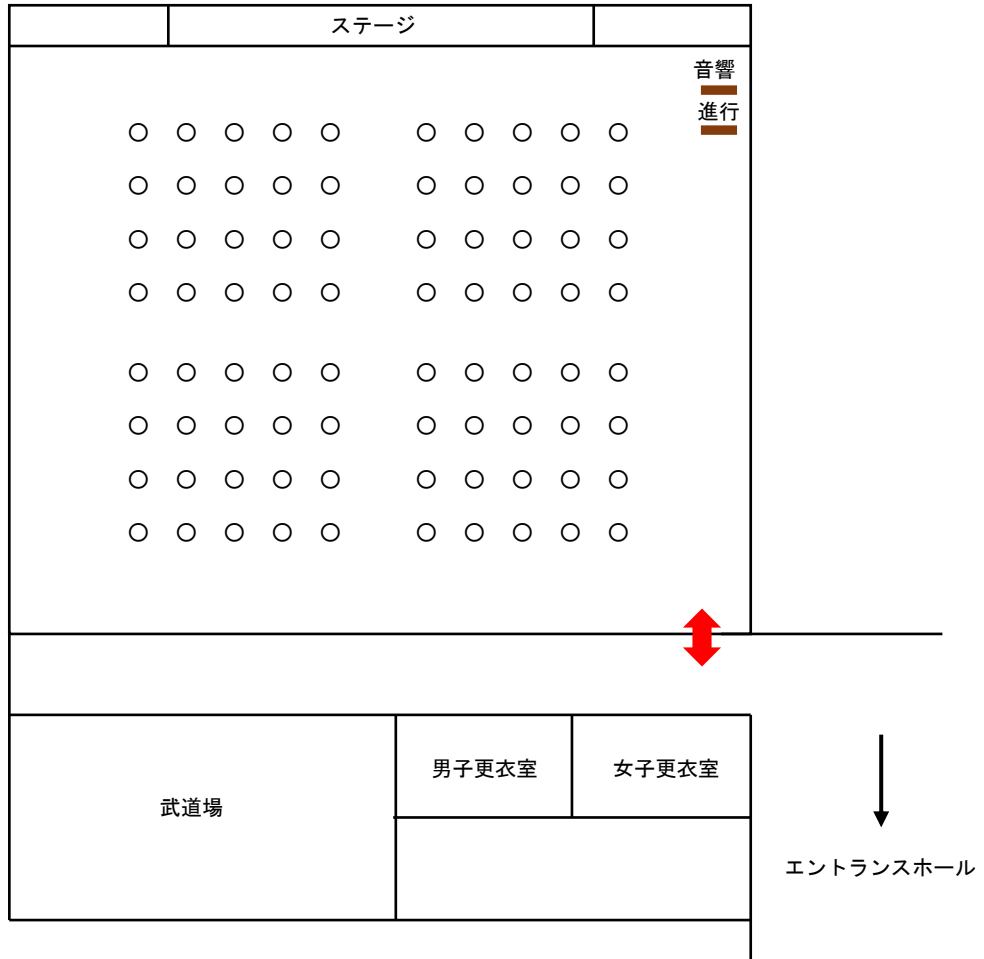 ステージ
音響
進行
男子更衣室
女子更衣室
武道場
エントランスホール